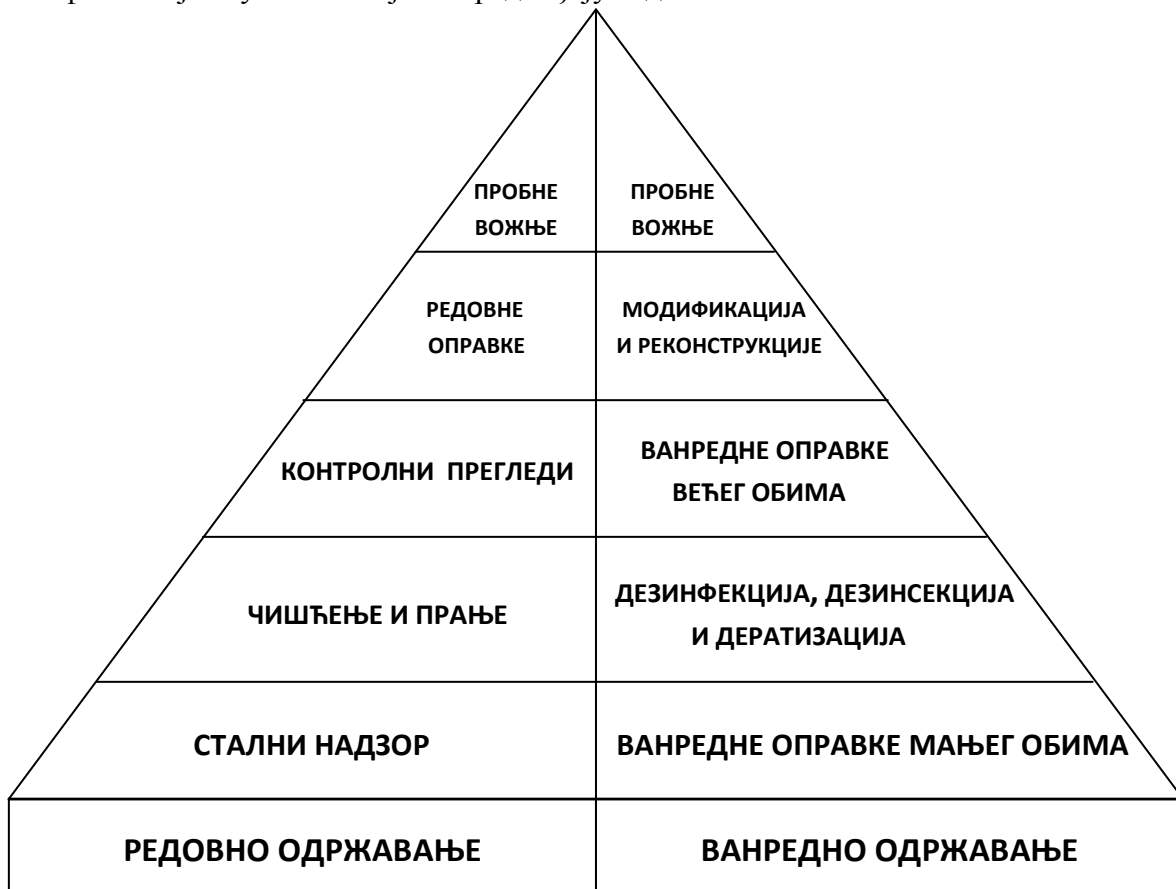 ПРОБНЕ
ВОЖЊЕ
ПРОБНЕ
ВОЖЊЕ
РЕДОВНЕ
ОПРАВКЕ
МОДИФИКАЦИЈА
И РЕКОНСТРУКЦИЈЕ
КОНТРОЛНИ ПРЕГЛЕДИ
ВАНРЕДНЕ ОПРАВКЕ
ВЕЋЕГ ОБИМА
ЧИШЋЕЊЕ И ПРАЊЕ
ДЕЗИНФЕКЦИЈА, ДЕЗИНСЕКЦИЈА
И ДЕРАТИЗАЦИЈА
СТАЛНИ НАДЗОР
ВАНРЕДНЕ ОПРАВКЕ МАЊЕГ ОБИМА
РЕДОВНО ОДРЖАВАЊЕ
ВАНРЕДНО ОДРЖАВАЊЕ